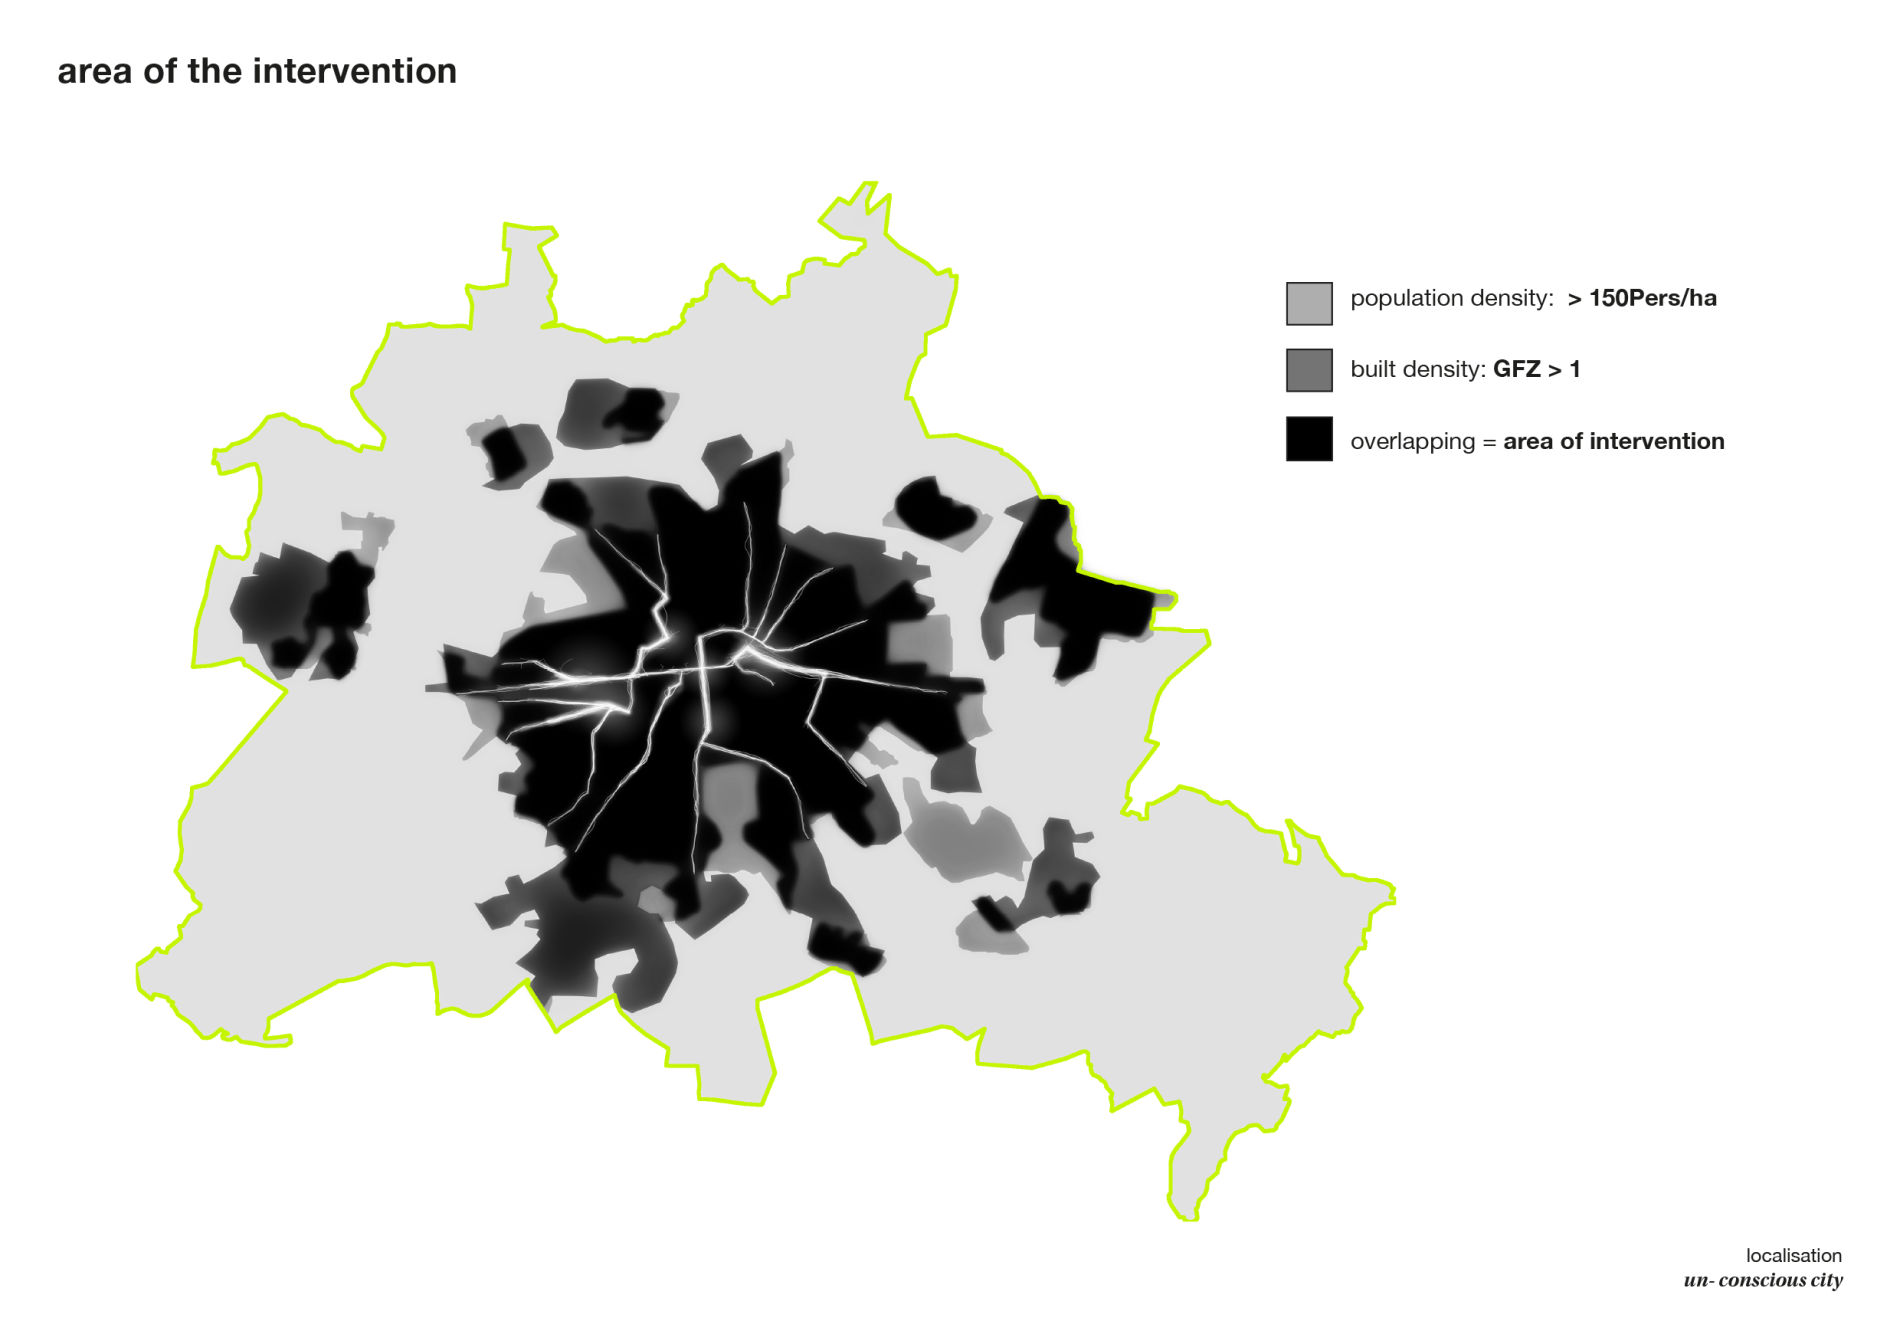 area of the intervention
population density: > 150Pers/ha
built density: GFZ > 1
overlapping = area of intervention
localisation
un- conscious city